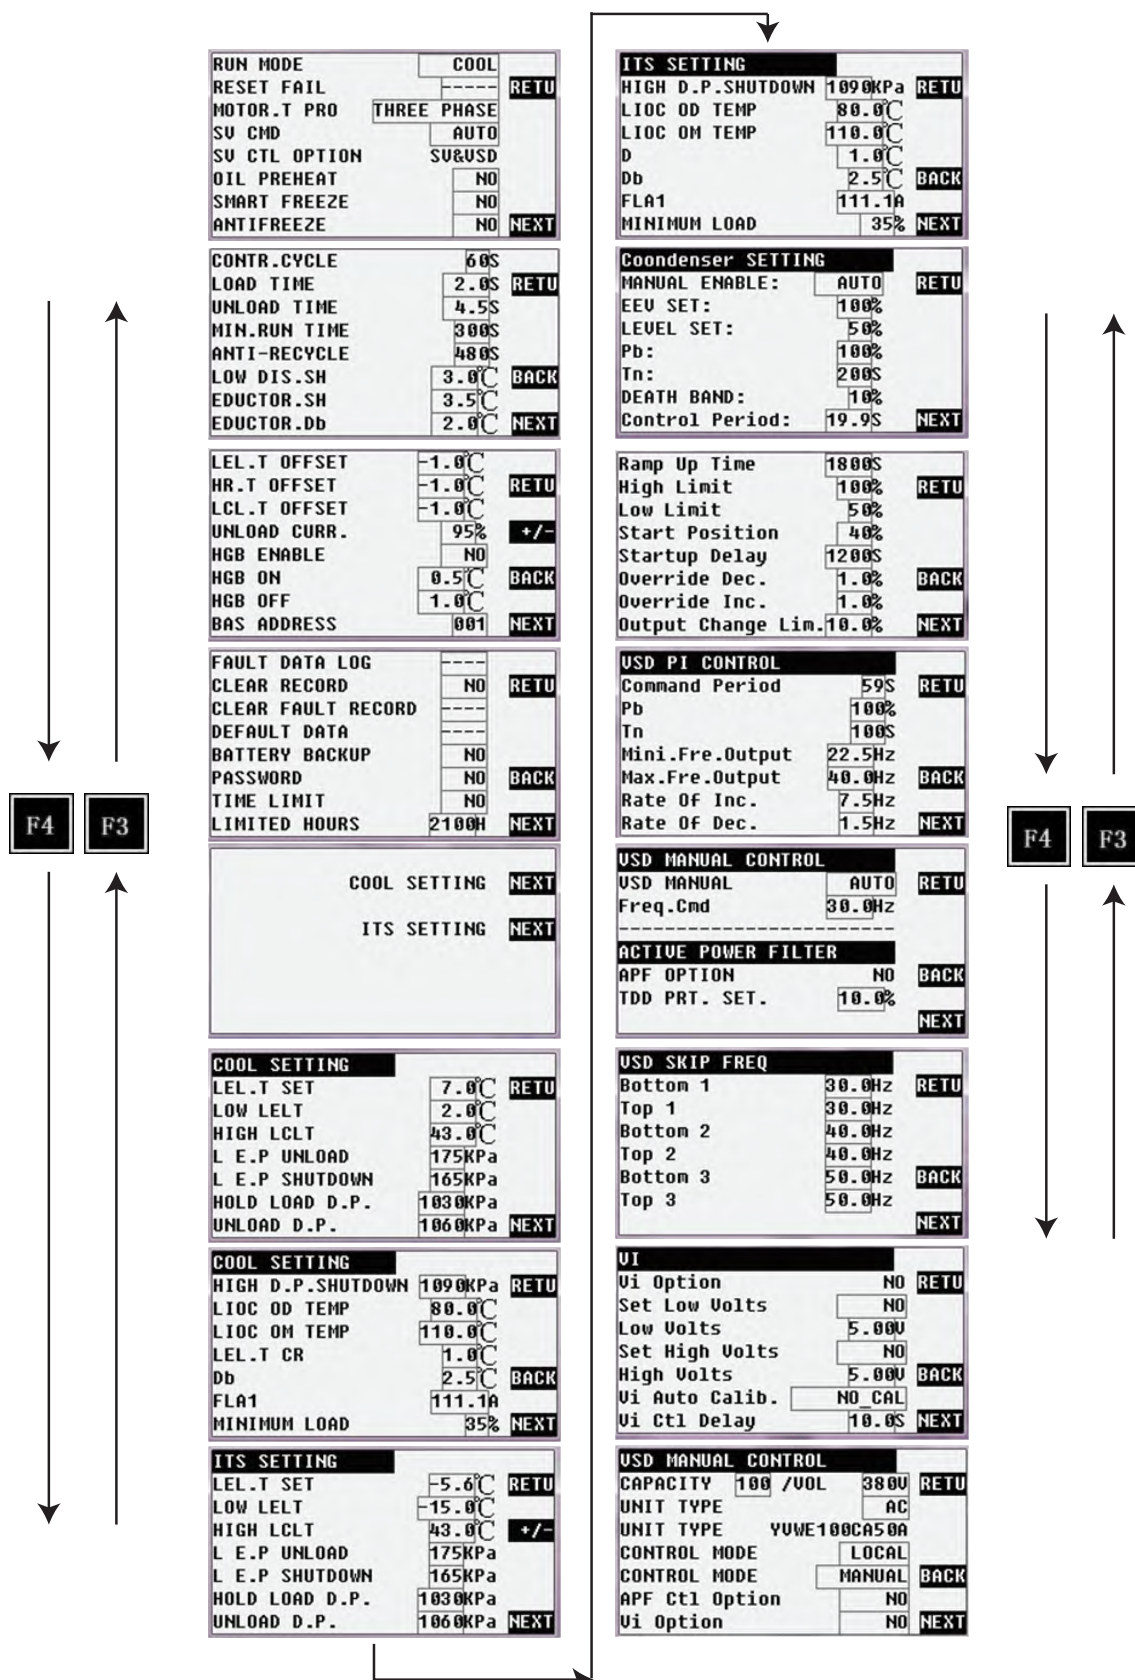 RUN MODE COOL
RESET FAIL ----- RETU
MOTOR.T PRO THREE PHASE
SV CMD AUTO
SV CTL OPTION SV&VSD
OIL PREHEAT NO
SMART FREEZE NO
ANTIFREEZE NO NEXT
CONTR.CYCLE 60S
LOAD TIME 2.0S RETU
UNLOAD TIME 4.5S
MIN.RUN TIME 300S
ANTI-RECYCLE 480S
LOW DIS.SH 3.0℃ BACK
EDUCTOR.SH 3.5℃
EDUCTOR.Db 2.0℃ NEXT
LEL.T OFFSET -1.0℃
HR.T OFFSET -1.0℃ RETU
LCL.T OFFSET -1.0℃
UNLOAD CURR. 95% +/-
HGB ENABLE NO
HGB ON 0.5℃ BACK
HGB OFF 1.0℃
BAS ADDRESS 001 NEXT
FAULT DATA LOG ----
CLEAR RECORD NO RETU
CLEAR FAULT RECORD ----
DEFAULT DATA ----
BATTERY BACKUP NO
PASSWORD NO BACK
TIME LIMIT NO
LIMITED HOURS 2100H NEXT
F4 F3
COOL SETTING NEXT
ITS SETTING NEXT
COOL SETTING
LEL.T SET 7.0℃ RETU
LOW LELT 2.0℃
HIGH LCLT 43.0℃
L E.P UNLOAD 175KPa
L E.P SHUTDOWN 165KPa
HOLD LOAD D.P. 1030KPa
UNLOAD D.P. 1060KPa NEXT
COOL SETTING
HIGH D.P.SHUTDOWN 1090KPa RETU
LIOC OD TEMP 80.0℃
LIOC OM TEMP 110.0℃
LEL.T CR 1.0℃
Db 2.5℃ BACK
FLA1 111.1A
MINIMUM LOAD 35% NEXT
ITS SETTING
LEL.T SET -5.6℃ RETU
LOW LELT -15.0℃
HIGH LCLT 43.0℃ +/-
L E.P UNLOAD 175KPa
L E.P SHUTDOWN 165KPa
HOLD LOAD D.P. 1030KPa
UNLOAD D.P. 1060KPa NEXT
ITS SETTING
HIGH D.P.SHUTDOWN 1090KPa RETU
LIOC OD TEMP 80.0℃
LIOC OM TEMP 110.0℃
D 1.0℃
Db 2.5℃ BACK
FLA1 111.1A
MINIMUM LOAD 35% NEXT
Coondenser SETTING
MANUAL ENABLE: AUTO RETU
EEV SET: 100%
LEVEL SET: 50%
Pb: 100%
Tn: 200S
DEATH BAND: 10%
Control Period: 19.9S NEXT
Ramp Up Time 1800S
High Limit 100% RETU
Low Limit 50%
Start Position 40%
Startup Delay 1200S
Override Dec. 1.0% BACK
Override Inc. 1.0%
Output Change Lim. 10.0% NEXT
VSD PI CONTROL
Command Period 59S RETU
Pb 100%
Tn 100S
Mini.Fre.Output 22.5Hz
Max.Fre.Output 40.0Hz BACK
Rate Of Inc. 7.5Hz
Rate Of Dec. 1.5Hz NEXT
F4 F3
VSD MANUAL CONTROL
VSD MANUAL AUTO RETU
Freq.Cmd 30.0Hz
------------------------
ACTIVE POWER FILTER
APF OPTION NO BACK
TDD PRT. SET. 10.0%
NEXT
VSD SKIP FREQ
Bottom 1 30.0Hz RETU
Top 1 30.0Hz
Bottom 2 40.0Hz
Top 2 40.0Hz
Bottom 3 50.0Hz BACK
Top 3 50.0Hz
NEXT
VI
Vi Option NO RETU
Set Low Volts NO
Low Volts 5.00V
Set High Volts NO
High Volts 5.00V BACK
Vi Auto Calib. NO_CAL
Vi Ctl Delay 10.0S NEXT
VSD MANUAL CONTROL
CAPACITY 100 /VOL 380V RETU
UNIT TYPE AC
UNIT TYPE YVWE100CA50A
CONTROL MODE LOCAL
CONTROL MODE MANUAL BACK
APF Ctl Option NO
Vi Option NO NEXT